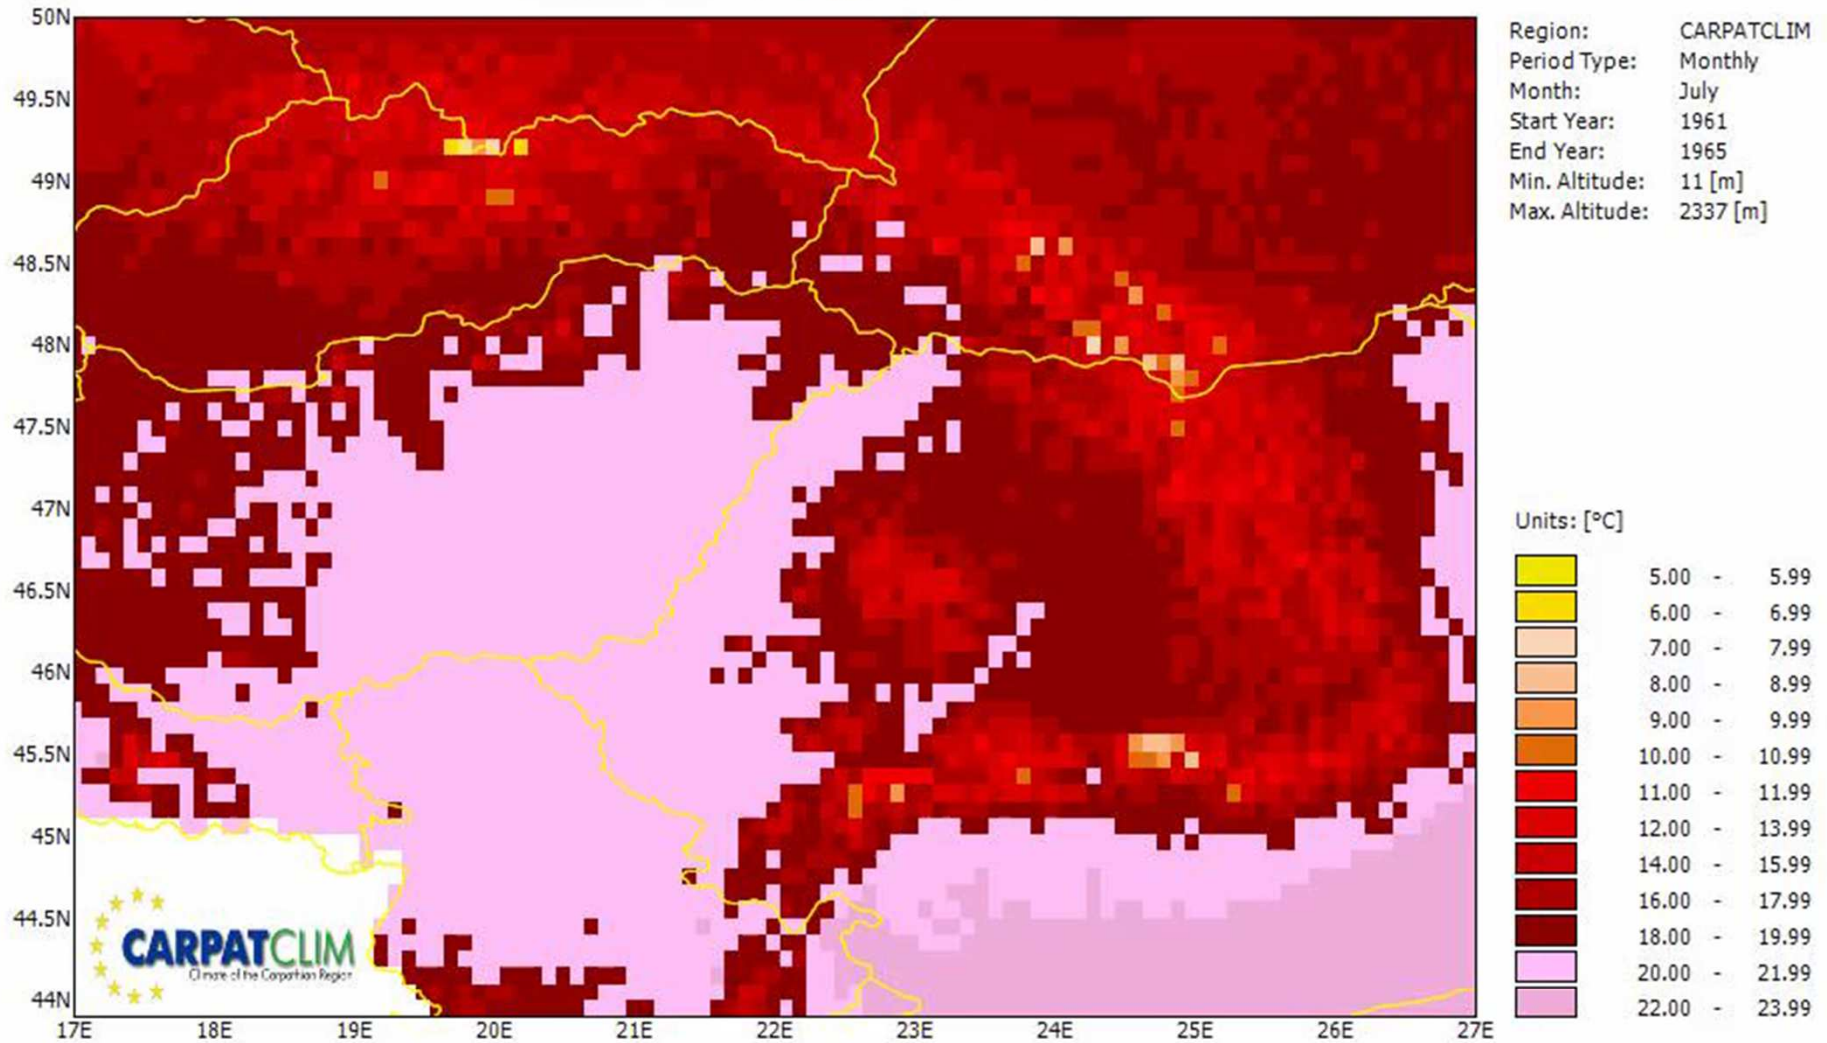 50N
49.5N
49N
48.5N
48N
47.5N
47N
46.5N
46N
45.5N
45N
44.5N
44N
17E 18E 19E 20E 21E 22E 23E 24E 25E 26E 27E
CARPATCLIM
Climate of the Carpathian Region
Region: CARPATCLIM
Period Type: Monthly
Month: July
Start Year: 1961
End Year: 1965
Min. Altitude: 11 [m]
Max. Altitude: 2337 [m]
Units: [°C]
5.00 - 5.99
6.00 - 6.99
7.00 - 7.99
8.00 - 8.99
9.00 - 9.99
10.00 - 10.99
11.00 - 11.99
12.00 - 13.99
14.00 - 15.99
16.00 - 17.99
18.00 - 19.99
20.00 - 21.99
22.00 - 23.99